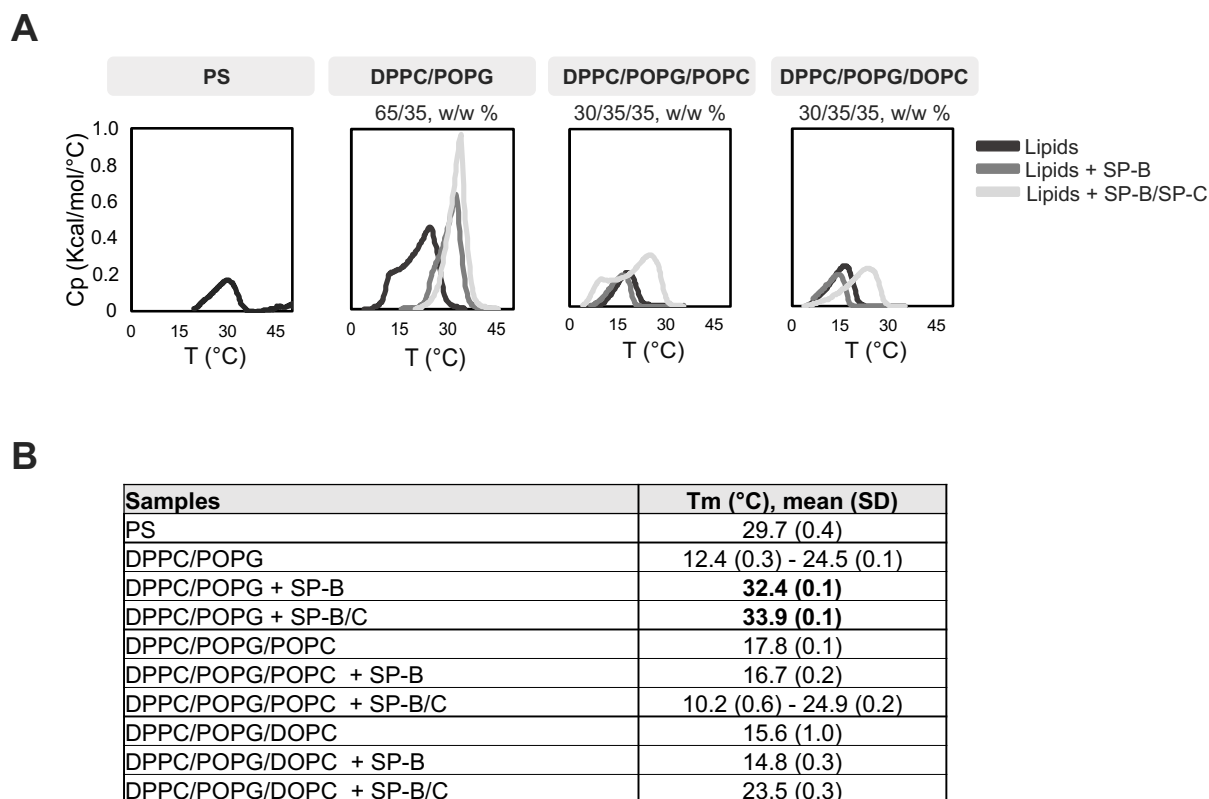 A
PS
DPPC/POPG
DPPC/POPG/POPC
DPPC/POPG/DOPC
65/35, w/w %
30/35/35, w/w %
30/35/35, w/w %
Cp (Kcal/mol/°C)
1.0
0.8
0.6
0.4
0.2
0
0 15 30 45
T (°C)
0 15 30 45
T (°C)
0 15 30 45
T (°C)
0 15 30 45
T (°C)
Lipids
Lipids + SP-B
Lipids + SP-B/SP-C
B
Samples Tm (°C), mean (SD)
PS 29.7 (0.4)
DPPC/POPG 12.4 (0.3) - 24.5 (0.1)
DPPC/POPG + SP-B 32.4 (0.1)
DPPC/POPG + SP-B/C 33.9 (0.1)
DPPC/POPG/POPC 17.8 (0.1)
DPPC/POPG/POPC + SP-B 16.7 (0.2)
DPPC/POPG/POPC + SP-B/C 10.2 (0.6) - 24.9 (0.2)
DPPC/POPG/DOPC 15.6 (1.0)
DPPC/POPG/DOPC + SP-B 14.8 (0.3)
DPPC/POPG/DOPC + SP-B/C 23.5 (0.3)